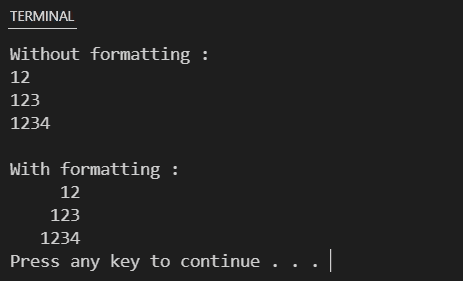 TERMINAL
Without formatting :
12
123
1234

With formatting :
     12
    123
   1234
Press any key to continue . . .